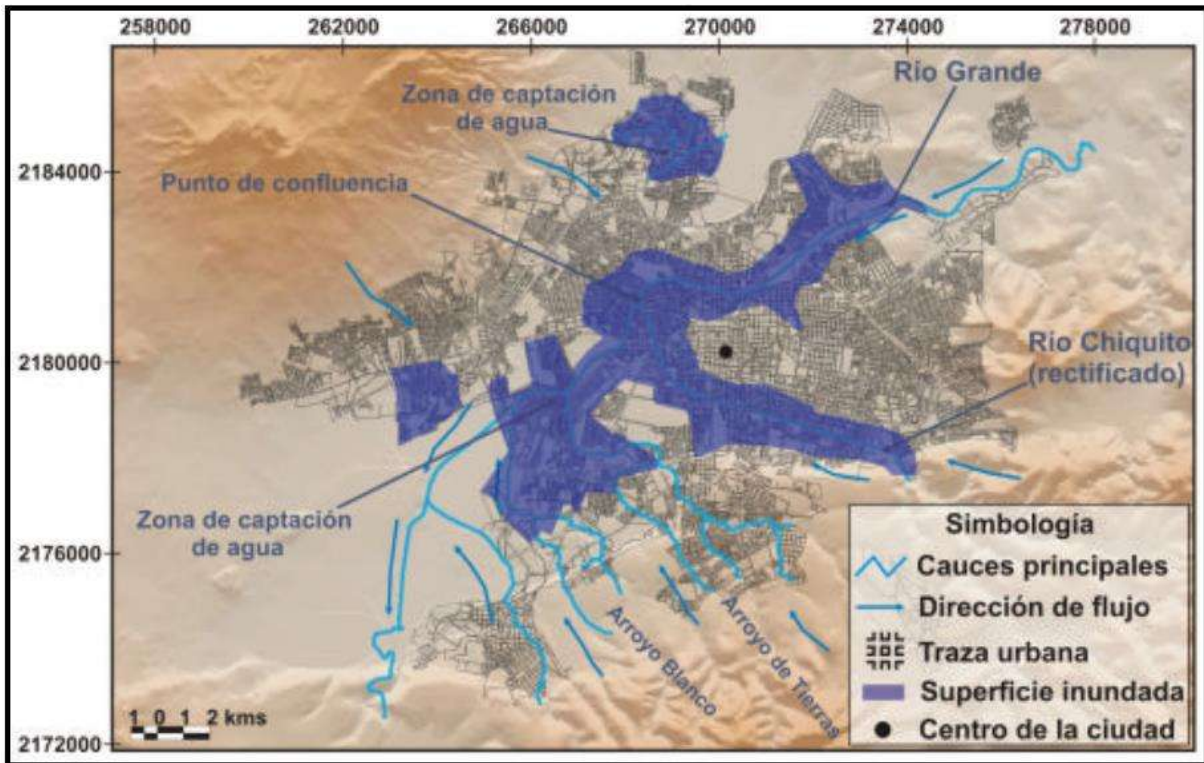 258000 262000 266000 270000 274000 278000
Río Grande
Zona de captación
de agua
2184000
Punto de confluencia
2180000
Río Chiquito
(rectificado)
Zona de captación
de agua
2176000
Arroyo Blanco
Arroyo de Tierras
2172000
1 0 1 2 kms
Simbología
Cauces principales
Dirección de flujo
Traza urbana
Superficie inundada
Centro de la ciudad